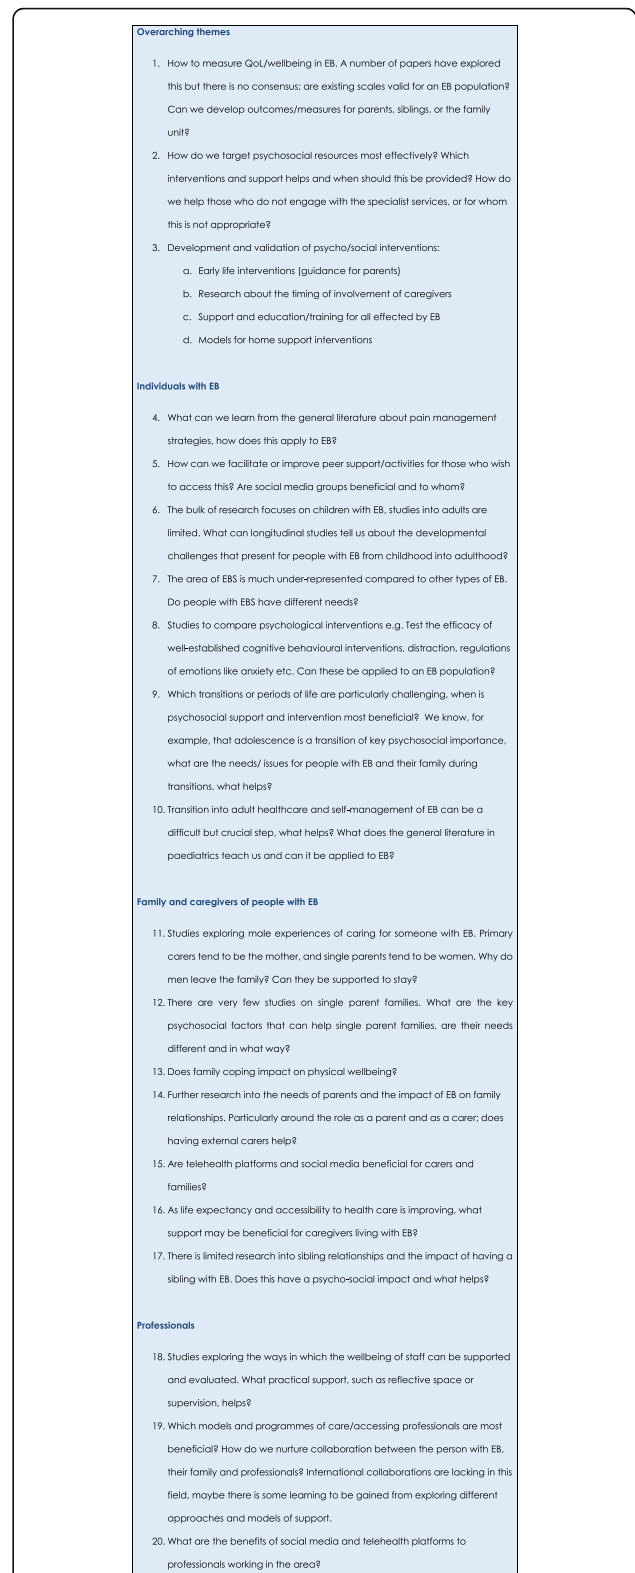 Overarching themes
1. How to measure QoL/wellbeing in EB. A number of papers have explored
this but there is no consensus; are existing scales valid for an EB population?
Can we develop outcomes/measures for parents, siblings, or the family
unit?
2. How do we target psychosocial resources most effectively? Which
interventions and support helps and when should this be provided? How do
we help those who do not engage with the specialist services, or for whom
this is not appropriate?
3. Development and validation of psycho/social interventions:
a. Early life interventions (guidance for parents)
b. Research about the timing of involvement of caregivers
c. Support and education/training for all effected by EB
d. Models for home support interventions
Individuals with EB
4. What can we learn from the general literature about pain management
strategies, how does this apply to EB?
5. How can we facilitate or improve peer support/activities for those who wish
to access this? Are social media groups beneficial and to whom?
6. The bulk of research focuses on children with EB, studies into adults are
limited. What can longitudinal studies tell us about the developmental
challenges that present for people with EB from childhood into adulthood?
7. The area of EBS is much under-represented compared to other types of EB.
Do people with EBS have different needs?
8. Studies to compare psychological interventions e.g. Test the efficacy of
well-established cognitive behavioural interventions, distraction, regulations
of emotions like anxiety etc. Can these be applied to an EB population?
9. Which transitions or periods of life are particularly challenging, when is
psychosocial support and intervention most beneficial? We know, for
example, that adolescence is a transition of key psychosocial importance,
what are the needs/ issues for people with EB and their family during
transitions, what helps?
10. Transition into adult healthcare and self-management of EB can be a
difficult but crucial step, what helps? What does the general literature in
paediatrics teach us and can it be applied to EB?
Family and caregivers of people with EB
11. Studies exploring male experiences of caring for someone with EB. Primary
carers tend to be the mother, and single parents tend to be women. Why do
men leave the family? Can they be supported to stay?
12. There are very few studies on single parent families. What are the key
psychosocial factors that can help single parent families, are their needs
different and in what way?
13. Does family coping impact on physical wellbeing?
14. Further research into the needs of parents and the impact of EB on family
relationships. Particularly around the role as a parent and as a carer; does
having external carers help?
15. Are telehealth platforms and social media beneficial for carers and
families?
16. As life expectancy and accessibility to health care is improving, what
support may be beneficial for caregivers living with EB?
17. There is limited research into sibling relationships and the impact of having a
sibling with EB. Does this have a psycho-social impact and what helps?
Professionals
18. Studies exploring the ways in which the wellbeing of staff can be supported
and evaluated. What practical support, such as reflective space or
supervision, helps?
19. Which models and programmes of care/accessing professionals are most
beneficial? How do we nurture collaboration between the person with EB,
their family and professionals? International collaborations are lacking in this
field, maybe there is some learning to be gained from exploring different
approaches and models of support.
20. What are the benefits of social media and telehealth platforms to
professionals working in the area?